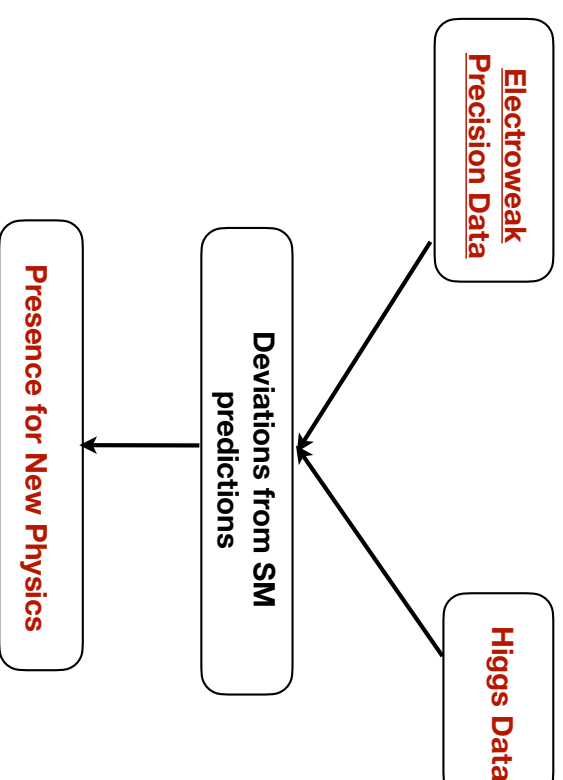 Electroweak
Precision Data
Higgs Data
Deviations from SM
predictions
Presence for New Physics